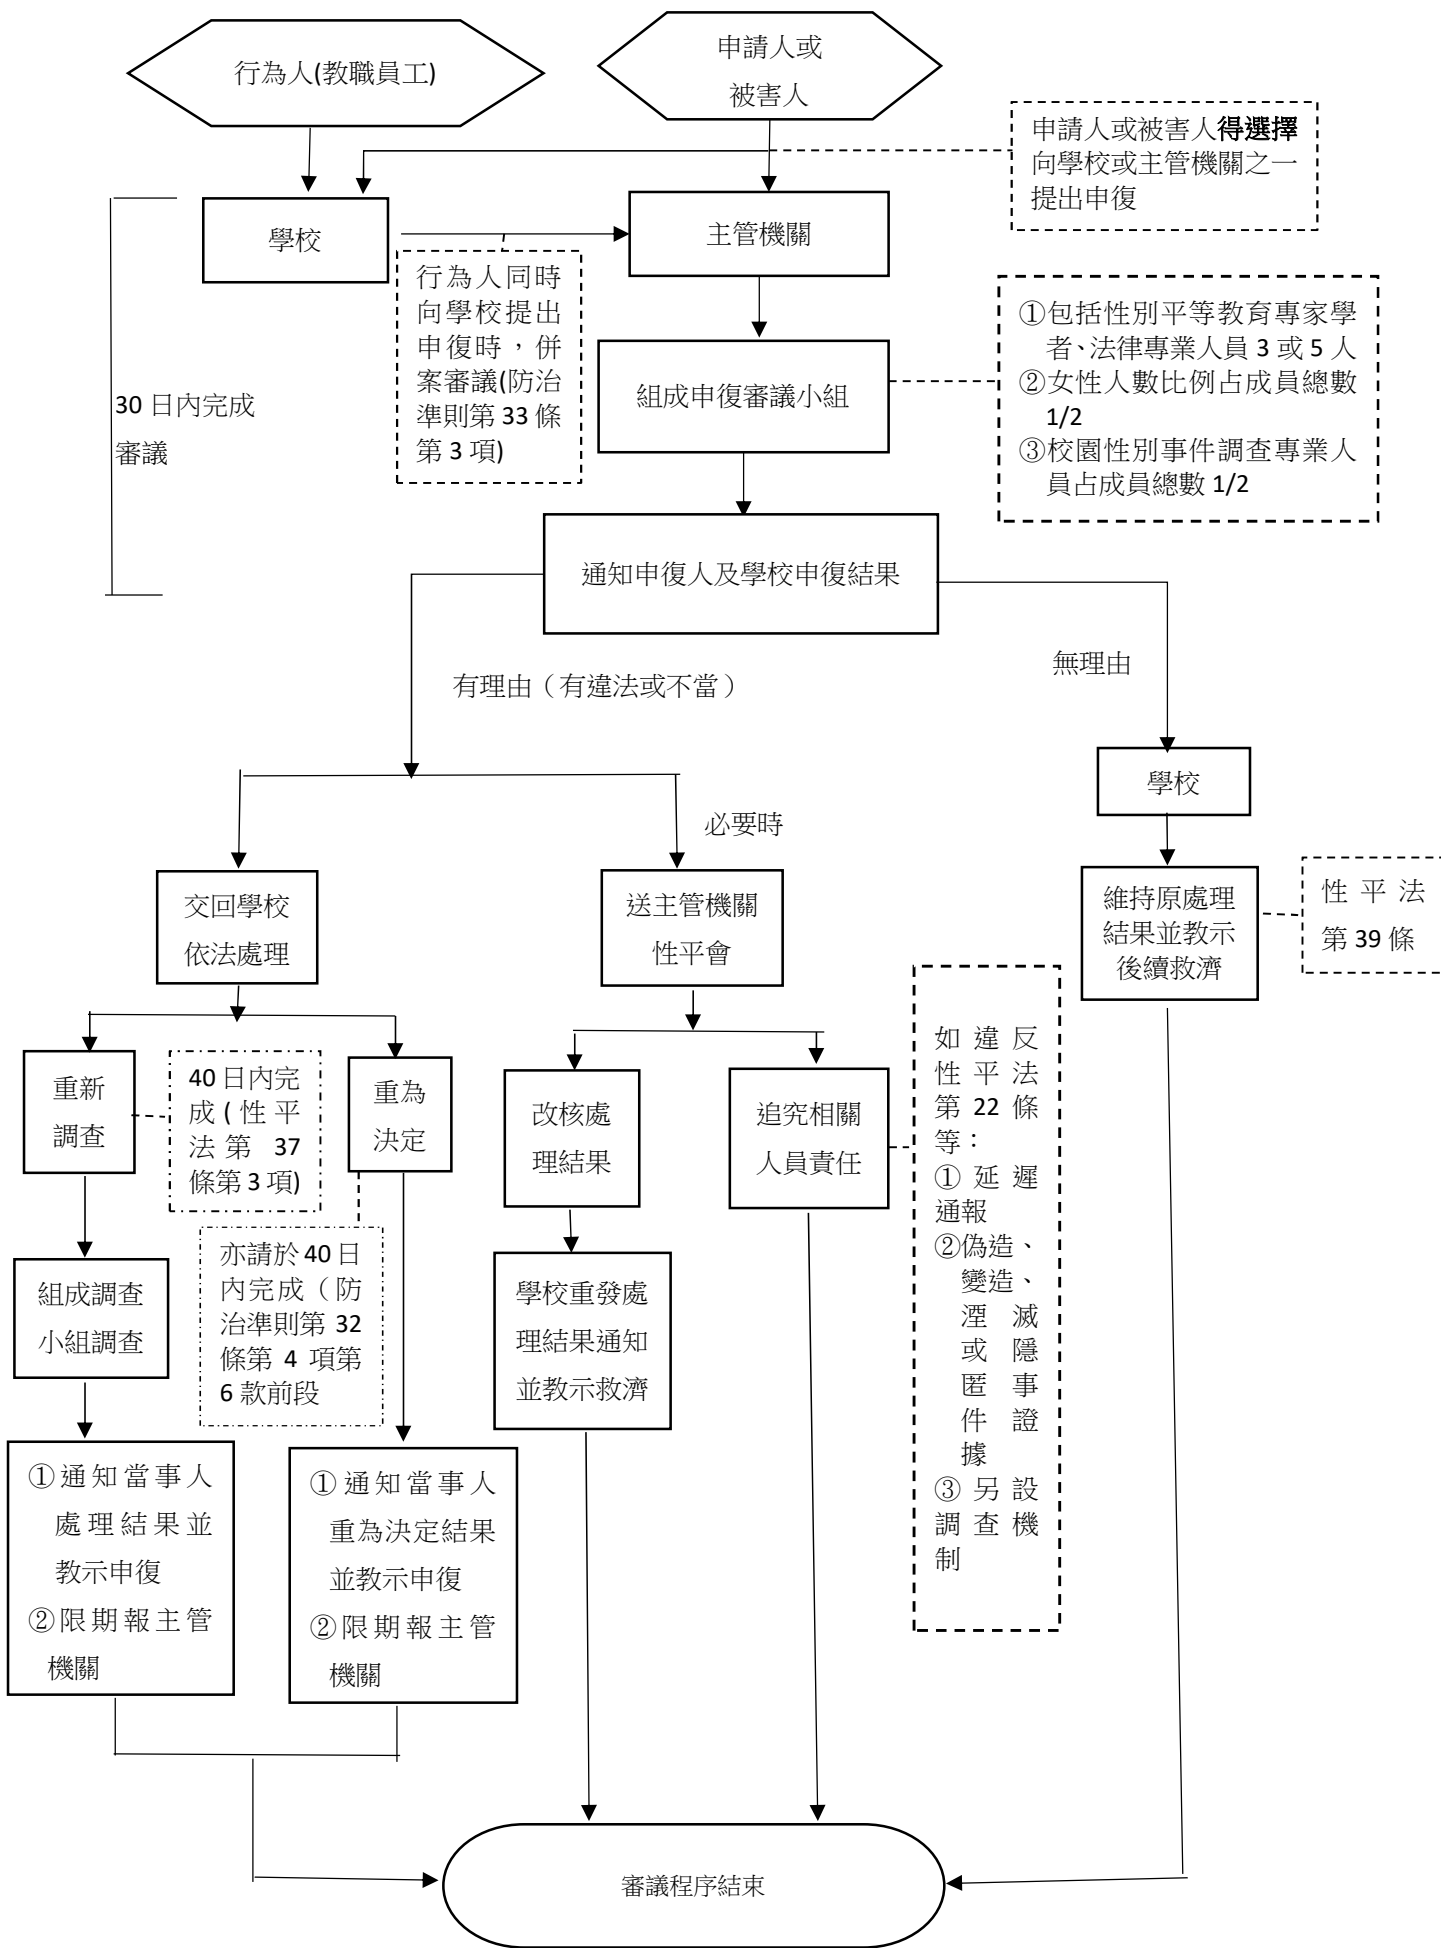 行為人(教職員工)
申請人或
被害人
申請人或被害人得選擇
向學校或主管機關之一
提出申復
學校
主管機關
行為人同時
向學校提出
申復時，併
案審議(防治
準則第 33 條
第 3 項)
①包括性別平等教育專家學
者、法律專業人員 3 或 5 人
②女性人數比例占成員總數
1/2
③校園性別事件調查專業人
員占成員總數 1/2
組成申復審議小組
30 日內完成
審議
通知申復人及學校申復結果
有理由（有違法或不當）
無理由
學校
必要時
交回學校
依法處理
送主管機關
性平會
維持原處理
結果並教示
後續救濟
性平法
第 39 條
重新
調查
40 日內完
成(性平
法第 37
條第 3 項)
重為
決定
改核處
理結果
追究相關
人員責任
如違反
性平法
第 22 條
等：
①延遲
通報
②偽造、
變造、
湮滅
或隱
匿事
件證
據
③另設
調查機
制
亦請於 40 日
內完成（防
治準則第 32
條第 4 項第
6 款前段
組成調查
小組調查
學校重發處
理結果通知
並教示救濟
①通知當事人
處理結果並
教示申復
②限期報主管
機關
①通知當事人
重為決定結果
並教示申復
②限期報主管
機關
審議程序結束